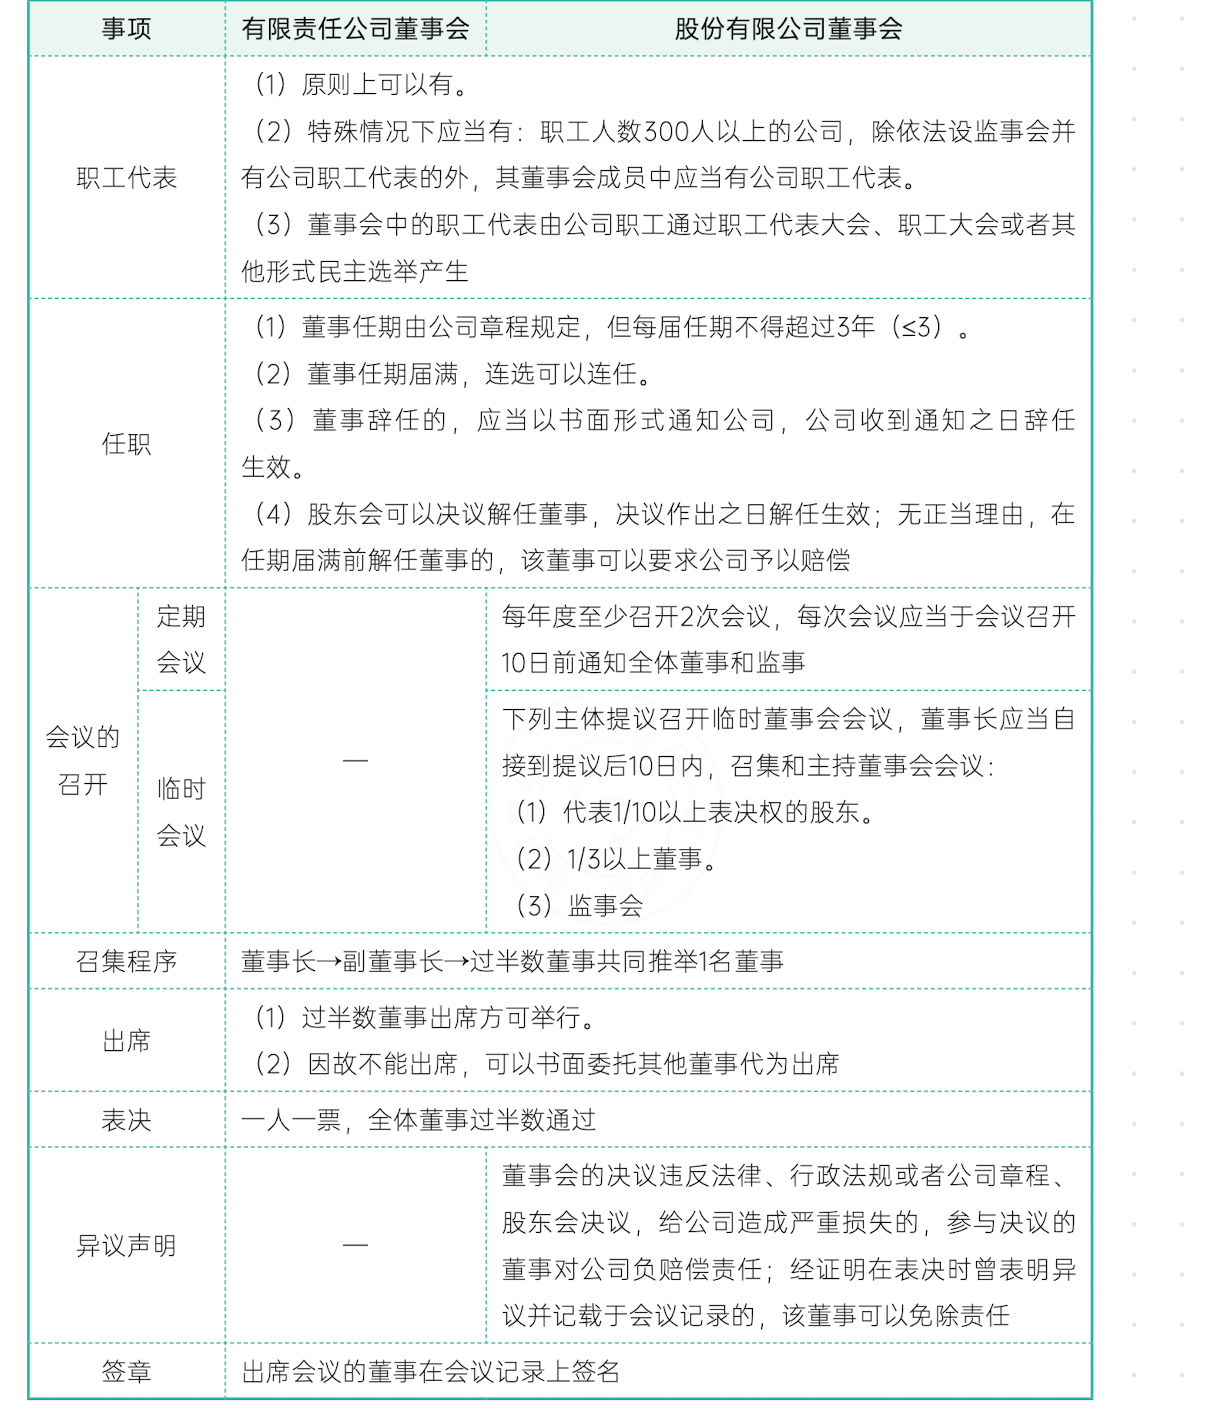 事项 有限责任公司董事会 股份有限公司董事会
职工代表
（1）原则上可以有。
（2）特殊情况下应当有：职工人数300人以上的公司，除依法设监事会并
有公司职工代表的外，其董事会成员中应当有公司职工代表。
（3）董事会中的职工代表由公司职工通过职工代表大会、职工大会或者其
他形式民主选举产生
任职
（1）董事任期由公司章程规定，但每届任期不得超过3年（≤3）。
（2）董事任期届满，连选可以连任。
（3）董事辞任的，应当以书面形式通知公司，公司收到通知之日辞任
生效。
（4）股东会可以决议解任董事，决议作出之日解任生效；无正当理由，在
任期届满前解任董事的，该董事可以要求公司予以赔偿
会议的
召开
定期
会议
—
每年度至少召开2次会议，每次会议应当于会议召开
10日前通知全体董事和监事
临时
会议
下列主体提议召开临时董事会会议，董事长应当自
接到提议后10日内，召集和主持董事会会议：
（1）代表1/10以上表决权的股东。
（2）1/3以上董事。
（3）监事会
召集程序 董事长→副董事长→过半数董事共同推举1名董事
出席
（1）过半数董事出席方可举行。
（2）因故不能出席，可以书面委托其他董事代为出席
表决 一人一票，全体董事过半数通过
异议声明
—
董事会的决议违反法律、行政法规或者公司章程、
股东会决议，给公司造成严重损失的，参与决议的
董事对公司负赔偿责任；经证明在表决时曾表明异
议并记载于会议记录的，该董事可以免除责任
签章 出席会议的董事在会议记录上签名